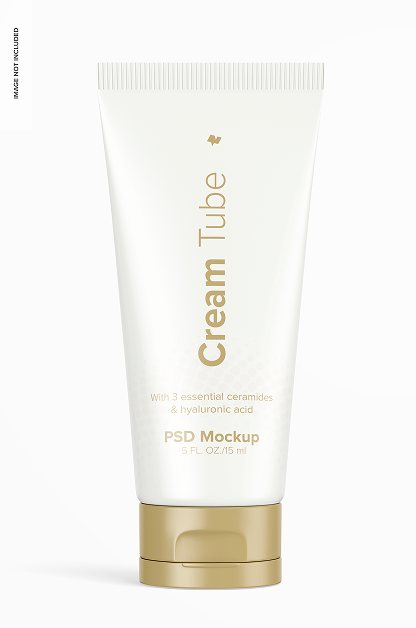 IMAGE NOT INCLUDED
Cream Tube
With 3 essential ceramides
& hyaluronic acid
PSD Mockup
5 FL. OZ./15 ml